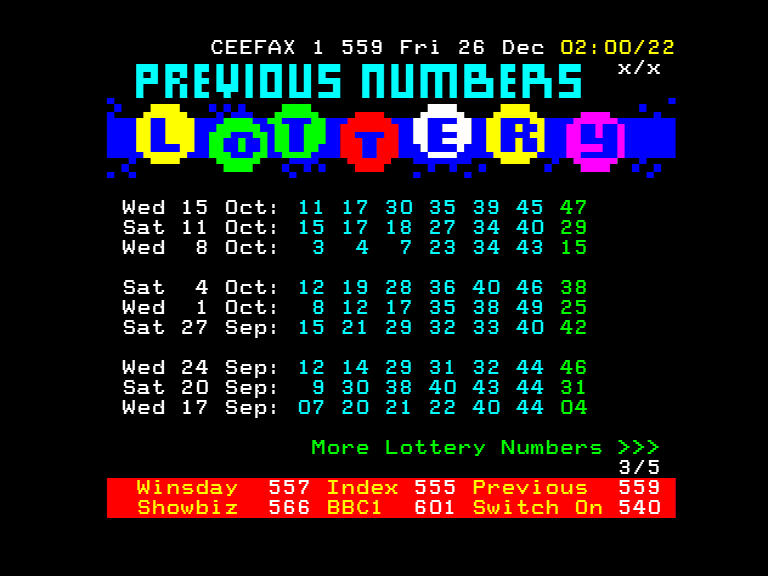 CEEFAX 1 559 Fri 26 Dec 02:00/22
PREVIOUS NUMBERS x/x
LOTTERY
Wed 15 Oct: 11 17 30 35 39 45 47
Sat 11 Oct: 15 17 18 27 34 40 29
Wed 8 Oct: 3 4 7 23 34 43 15
Sat 4 Oct: 12 19 28 36 40 46 38
Wed 1 Oct: 8 12 17 35 38 49 25
Sat 27 Sep: 15 21 29 32 33 40 42
Wed 24 Sep: 12 14 29 31 32 44 46
Sat 20 Sep: 9 30 38 40 43 44 31
Wed 17 Sep: 07 20 21 22 40 44 04
More Lottery Numbers >>>
3/5
Winsday 557 Index 555 Previous 559
Showbiz 566 BBC1 601 Switch On 540